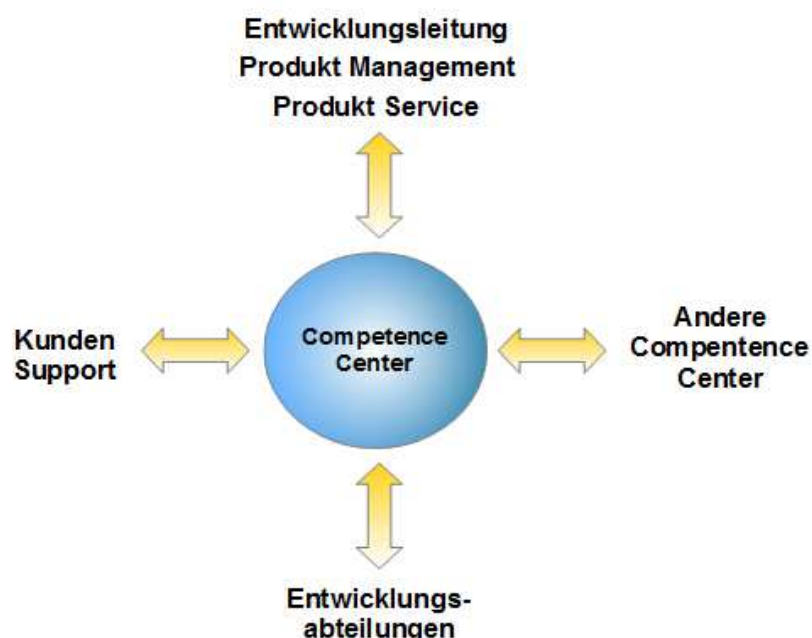 Entwicklungsleitung
Produkt Management
Produkt Service
Kunden
Support
Competence
Center
Andere
Compentence
Center
Entwicklungs-
abteilungen